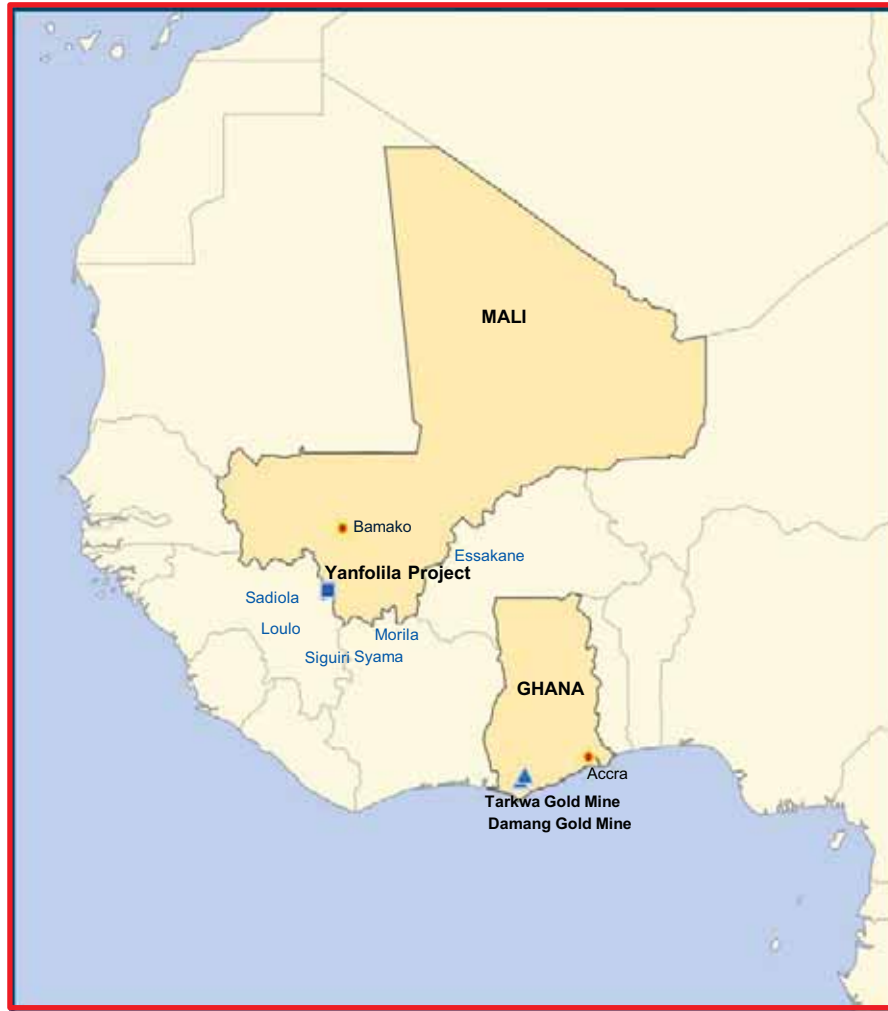 MALI
Bamako
Essakane
Yanfolila Project
Sadiola
Loulo
Morila
Siguiri Syama
GHANA
Accra
Tarkwa Gold Mine
Damang Gold Mine